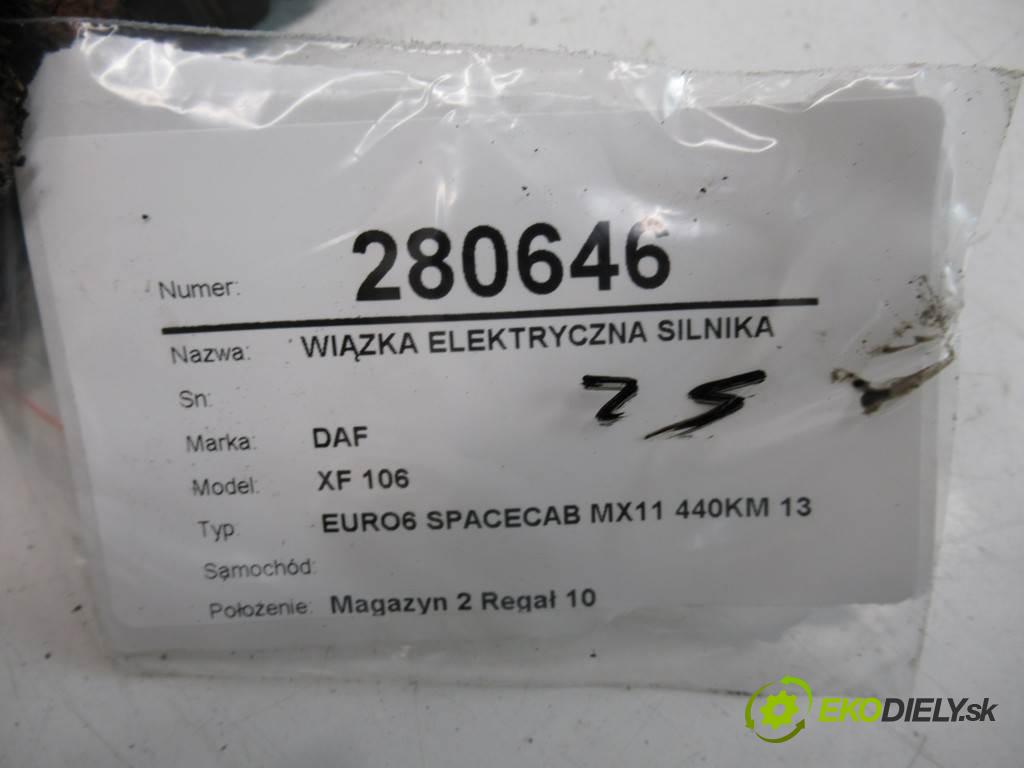 Numer: 280646
Nazwa: WIĄZKA ELEKTRYCZNA SILNIKA
Sn:
25
Marka: DAF
Model: XF 106
Typ: EURO6 SPACECAB MX11 440KM 13
Samochód:
Położenie: Magazyn 2 Regał 10
EKODIELY.sk